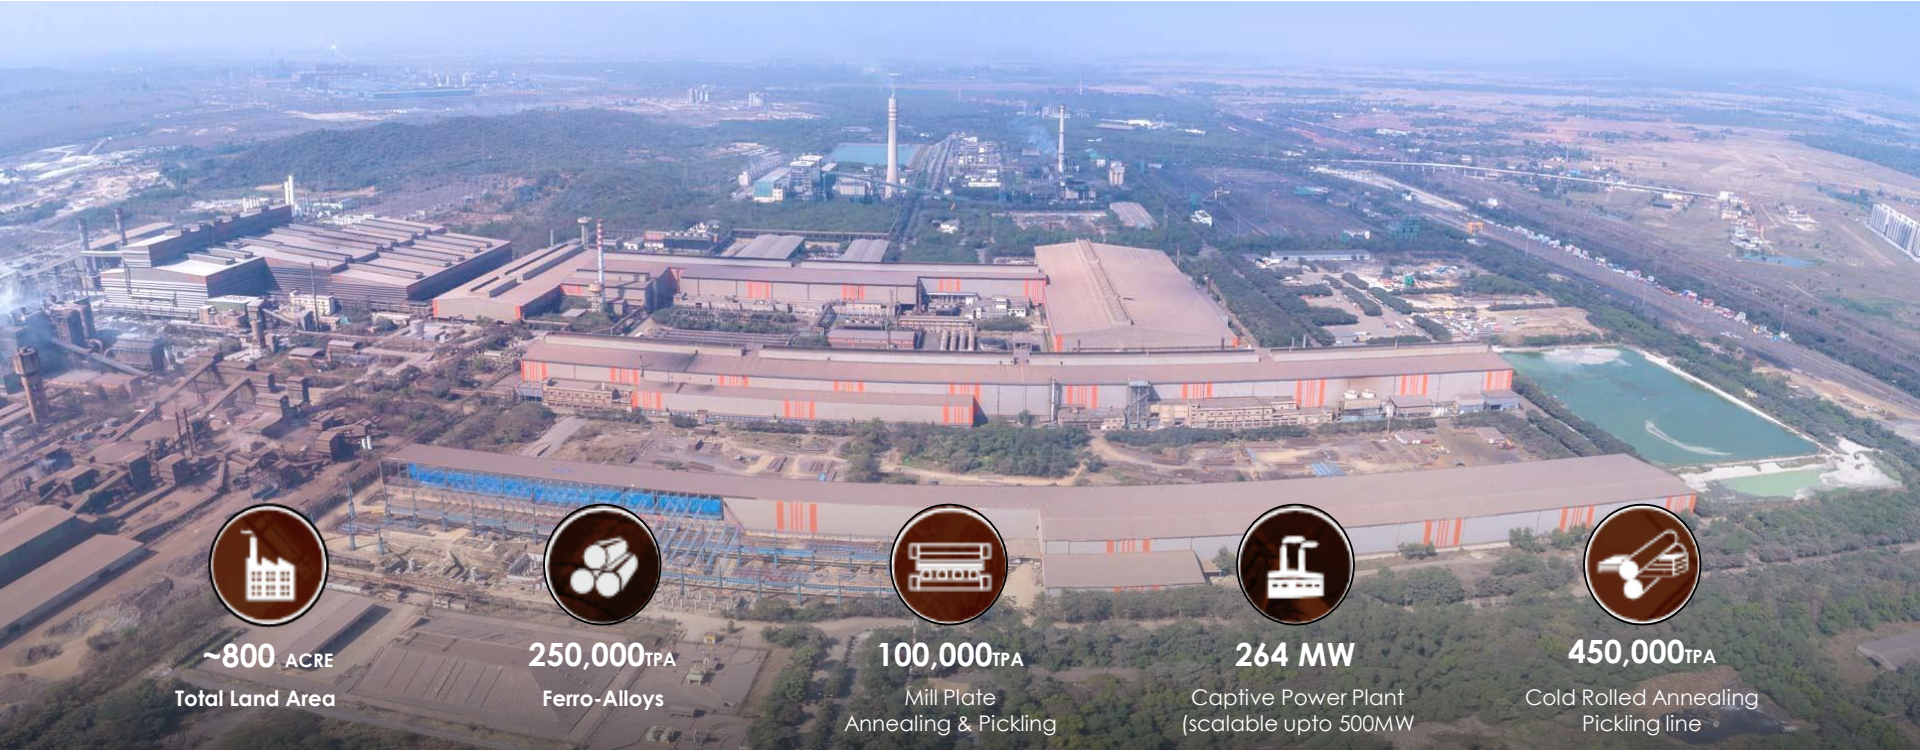 ~800 ACRE
Total Land Area
250,000TPA
Ferro-Alloys
100,000TPA
Mill Plate
Annealing & Pickling
264 MW
Captive Power Plant
(scalable upto 500MW
450,000TPA
Cold Rolled Annealing
Pickling line